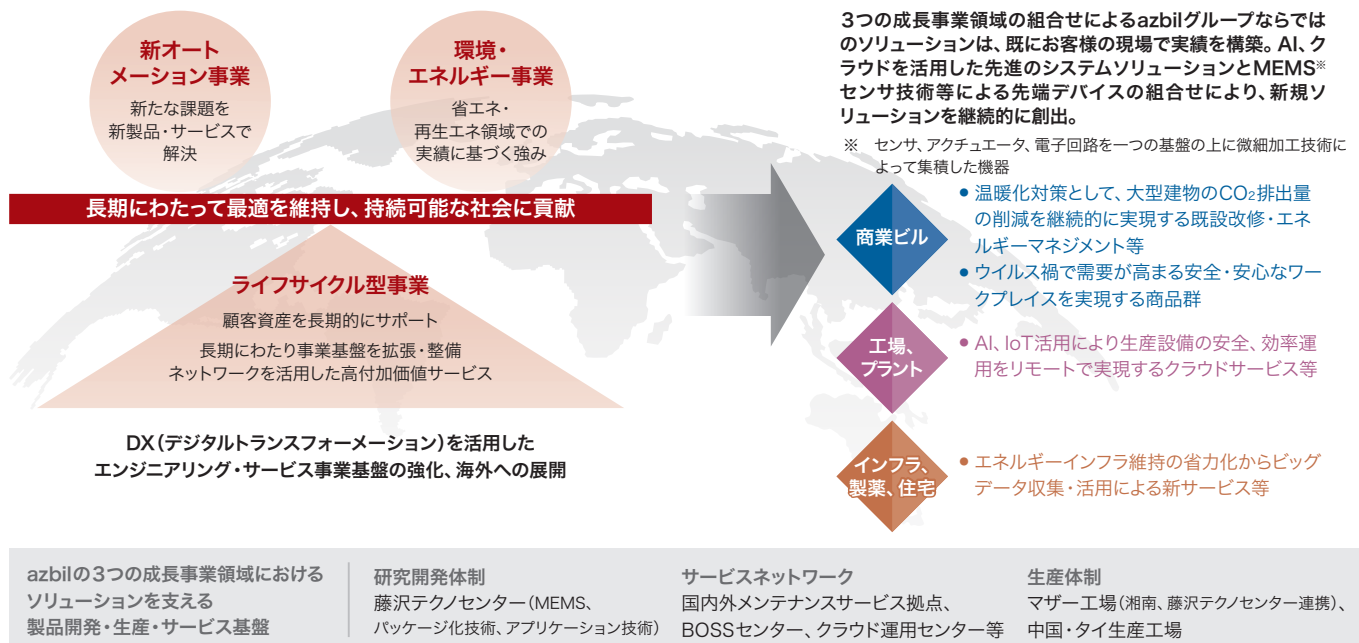 新オート
メーション事業
新たな課題を
新製品・サービスで
解決
環境・
エネルギー事業
省エネ・
再生エネ領域での
実績に基づく強み
長期にわたって最適を維持し、持続可能な社会に貢献
ライフサイクル型事業
顧客資産を長期的にサポート
長期にわたり事業基盤を拡張・整備
ネットワークを活用した高付加価値サービス
DX（デジタルトランスフォーメーション）を活用した
エンジニアリング・サービス事業基盤の強化、海外への展開
3つの成長事業領域の組合せによるazbilグループならでは
のソリューションは、既にお客様の現場で実績を構築。AI、ク
ラウドを活用した先進のシステムソリューションとMEMS※
センサ技術等による先端デバイスの組合せにより、新規ソ
リューションを継続的に創出。
※ センサ、アクチュエータ、電子回路を一つの基盤の上に微細加工技術に
よって集積した機器
商業ビル
● 温暖化対策として、大型建物のCO₂排出量
の削減を継続的に実現する既設改修・エネ
ルギーマネジメント等
● ウイルス禍で需要が高まる安全・安心なワー
クプレイスを実現する商品群
工場、
プラント
● AI、IoT活用により生産設備の安全、効率運
用をリモートで実現するクラウドサービス等
インフラ、
製薬、住宅
● エネルギーインフラ維持の省力化からビッグ
データ収集・活用による新サービス等
azbilの3つの成長事業領域における
ソリューションを支える
製品開発・生産・サービス基盤
研究開発体制
藤沢テクノセンター（MEMS、
パッケージ化技術、アプリケーション技術）
サービスネットワーク
国内外メンテナンスサービス拠点、
BOSSセンター、クラウド運用センター等
生産体制
マザー工場（湘南、藤沢テクノセンター連携）、
中国・タイ生産工場